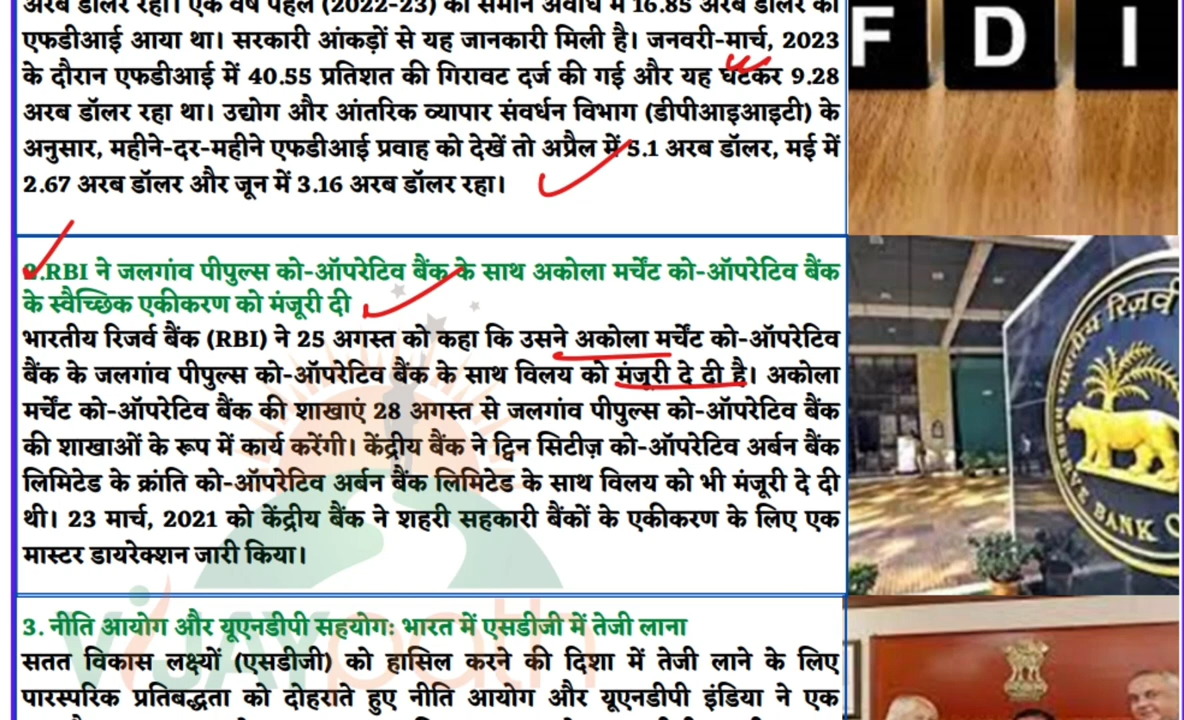 अरब डॉलर रहा। एक वर्ष पहले (2022-23) की समान अवधि में 16.85 अरब डॉलर का
एफडीआई आया था। सरकारी आंकड़ों से यह जानकारी मिली है। जनवरी-मार्च, 2023
के दौरान एफडीआई में 40.55 प्रतिशत की गिरावट दर्ज की गई और यह घटकर 9.28
अरब डॉलर रहा था। उद्योग और आंतरिक व्यापार संवर्धन विभाग (डीपीआइआइटी) के
अनुसार, महीने-दर-महीने एफडीआई प्रवाह को देखें तो अप्रैल में 5.1 अरब डॉलर, मई में
2.67 अरब डॉलर और जून में 3.16 अरब डॉलर रहा।
FDI
2.RBI ने जलगांव पीपुल्स को-ऑपरेटिव बैंक के साथ अकोला मर्चेंट को-ऑपरेटिव बैंक
के स्वैच्छिक एकीकरण को मंजूरी दी
भारतीय रिजर्व बैंक (RBI) ने 25 अगस्त को कहा कि उसने अकोला मर्चेंट को-ऑपरेटिव
बैंक के जलगांव पीपुल्स को-ऑपरेटिव बैंक के साथ विलय को मंजूरी दे दी है। अकोला
मर्चेंट को-ऑपरेटिव बैंक की शाखाएं 28 अगस्त से जलगांव पीपुल्स को-ऑपरेटिव बैंक
की शाखाओं के रूप में कार्य करेंगी। केंद्रीय बैंक ने ट्विन सिटीज़ को-ऑपरेटिव अर्बन बैंक
लिमिटेड के क्रांति को-ऑपरेटिव अर्बन बैंक लिमिटेड के साथ विलय को भी मंजूरी दे दी
थी। 23 मार्च, 2021 को केंद्रीय बैंक ने शहरी सहकारी बैंकों के एकीकरण के लिए एक
मास्टर डायरेक्शन जारी किया।
रिज़र्व
BANK
VIJAYpath
3. नीति आयोग और यूएनडीपी सहयोग: भारत में एसडीजी में तेजी लाना
सतत विकास लक्ष्यों (एसडीजी) को हासिल करने की दिशा में तेजी लाने के लिए
पारस्परिक प्रतिबद्धता को दोहराते हुए नीति आयोग और यूएनडीपी इंडिया ने एक